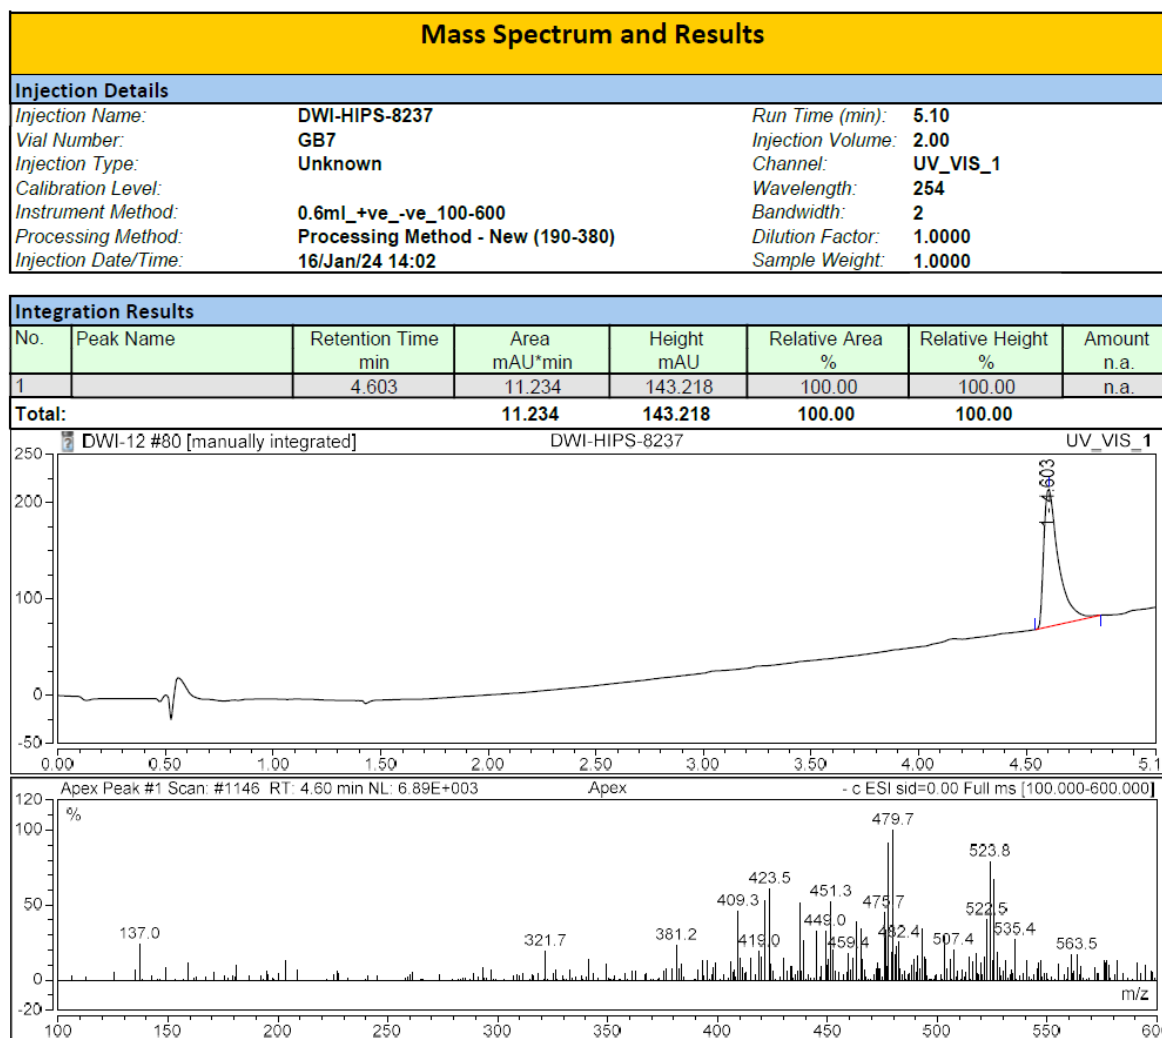 Mass Spectrum and Results
Injection Details
Injection Name: DWI-HIPS-8237 Run Time (min): 5.10
Vial Number: GB7 Injection Volume: 2.00
Injection Type: Unknown Channel: UV_VIS_1
Calibration Level: Wavelength: 254
Instrument Method: 0.6ml_+ve_-ve_100-600 Bandwidth: 2
Processing Method: Processing Method - New (190-380) Dilution Factor: 1.0000
Injection Date/Time: 16/Jan/24 14:02 Sample Weight: 1.0000
Integration Results
No. Peak Name Retention Time Area Height Relative Area Relative Height Amount
min mAU*min mAU % % n.a.
1 4.603 11.234 143.218 100.00 100.00 n.a.
Total: 11.234 143.218 100.00 100.00
DWI-12 #80 [manually integrated] DWI-HIPS-8237 UV_VIS_1
250
200
100
0
-50
1 - 4.603
0.00 0.50 1.00 1.50 2.00 2.50 3.00 3.50 4.00 4.50 5.1
Apex Peak #1 Scan: #1146 RT: 4.60 min NL: 6.89E+003 Apex - c ESI sid=0.00 Full ms [100.000-600.000]
120
%
100
50
0
-20
479.7
523.8
423.5
451.3
409.3
475.7
522.5
137.0
449.0
482.4
535.4
381.2
419.0
459.4
507.4
321.7
563.5
m/z
100 150 200 250 300 350 400 450 500 550 600